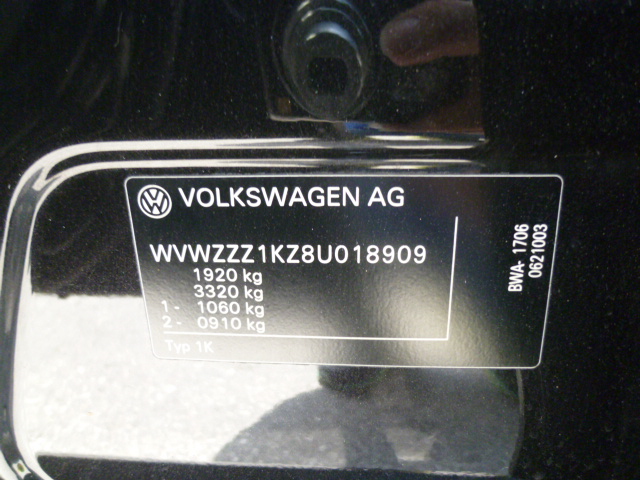 VOLKSWAGEN AG
WVWZZZ1KZ8U018909
1920 kg
3320 kg
1 - 1060 kg
2 - 0910 kg
Typ 1K
BWA- 1706
0621003